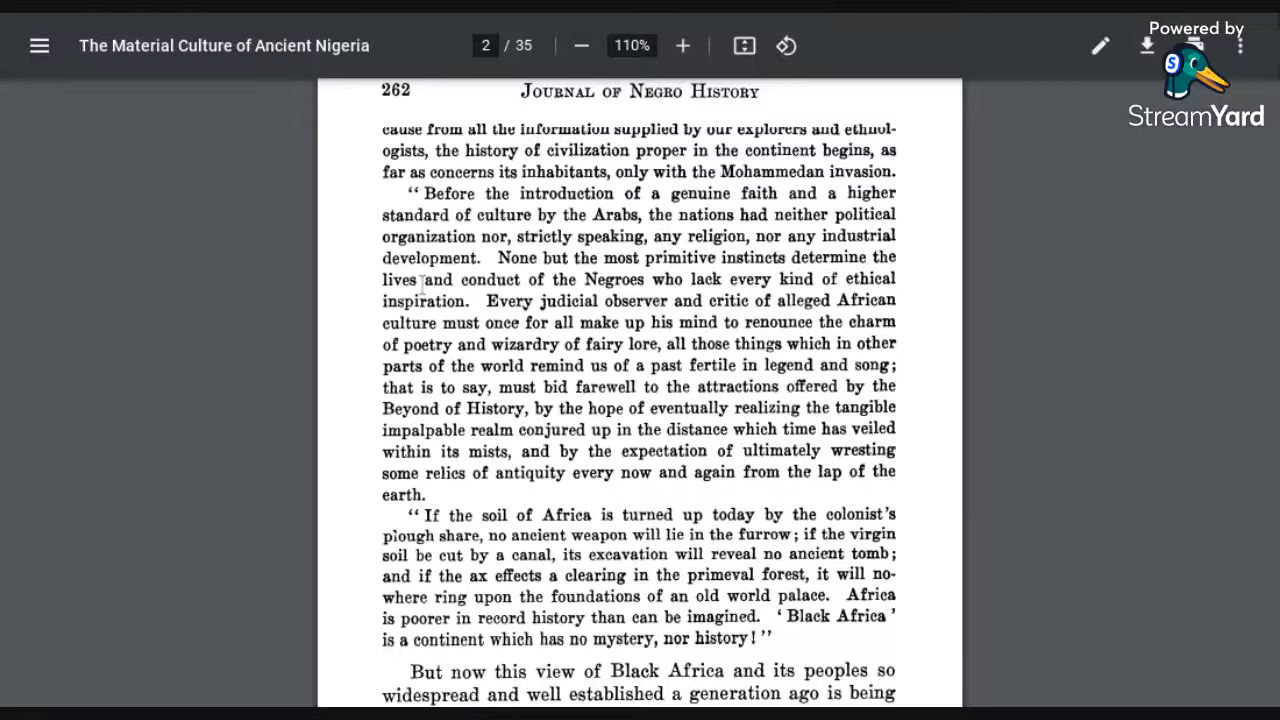 Powered by
The Material Culture of Ancient Nigeria 2 / 35 110%
StreamYard
262 JOURNAL OF NEGRO HISTORY
cause from all the information supplied by our explorers and ethnol-
ogists, the history of civilization proper in the continent begins, as
far as concerns its inhabitants, only with the Mohammedan invasion.
“Before the introduction of a genuine faith and a higher
standard of culture by the Arabs, the nations had neither political
organization nor, strictly speaking, any religion, nor any industrial
development. None but the most primitive instincts determine the
lives and conduct of the Negroes who lack every kind of ethical
inspiration. Every judicial observer and critic of alleged African
culture must once for all make up his mind to renounce the charm
of poetry and wizardry of fairy lore, all those things which in other
parts of the world remind us of a past fertile in legend and song;
that is to say, must bid farewell to the attractions offered by the
Beyond of History, by the hope of eventually realizing the tangible
impalpable realm conjured up in the distance which time has veiled
within its mists, and by the expectation of ultimately wresting
some relics of antiquity every now and again from the lap of the
earth.
“If the soil of Africa is turned up today by the colonist's
plough share, no ancient weapon will lie in the furrow; if the virgin
soil be cut by a canal, its excavation will reveal no ancient tomb;
and if the ax effects a clearing in the primeval forest, it will no-
where ring upon the foundations of an old world palace. Africa
is poorer in record history than can be imagined. ‘Black Africa’
is a continent which has no mystery, nor history!”
But now this view of Black Africa and its peoples so
widespread and well established a generation ago is being